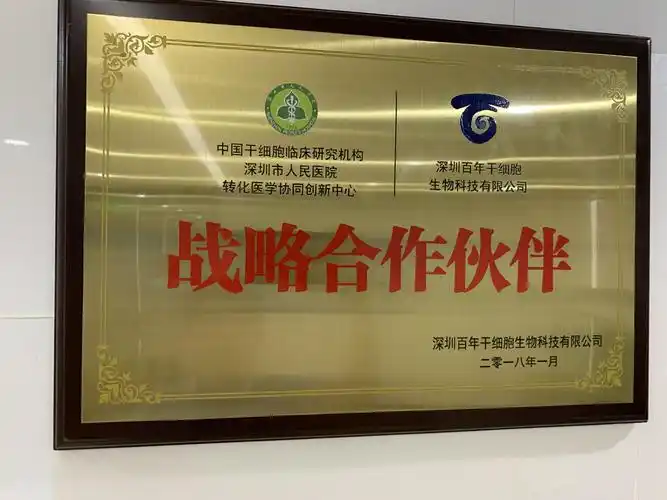 中国干细胞临床研究机构
深圳市人民医院
转化医学协同创新中心
深圳百年干细胞
生物科技有限公司
战略合作伙伴
深圳百年干细胞生物科技有限公司
二零一八年一月